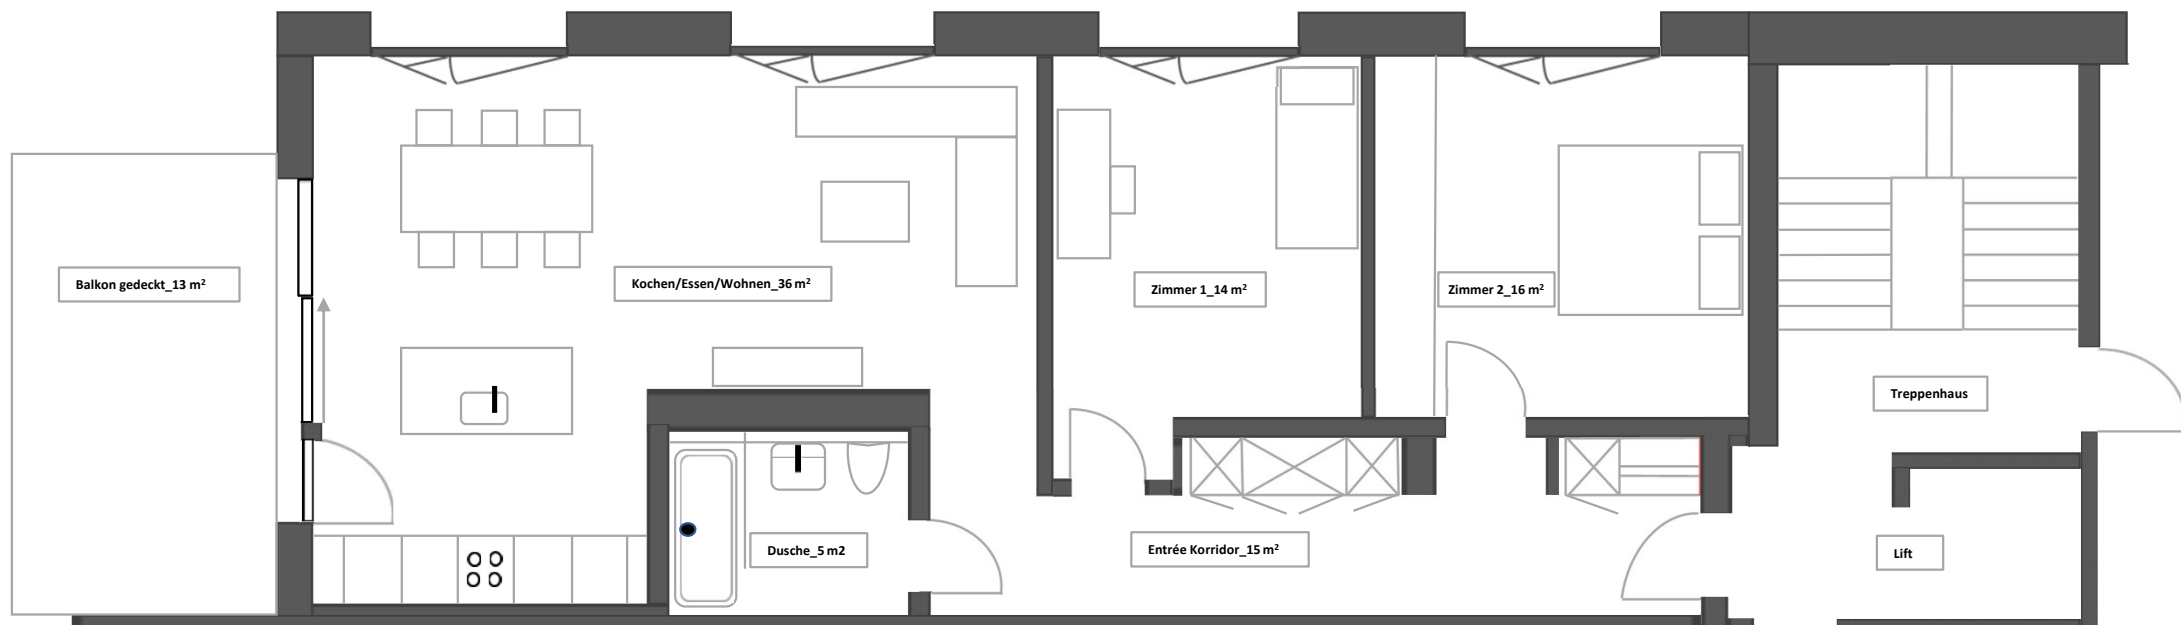 Balkon gedeckt_13 m²
Kochen/Essen/Wohnen_36 m²
Zimmer 1_14 m²
Zimmer 2_16 m²
Treppenhaus
Dusche_5 m2
Entrée Korridor_15 m²
Lift